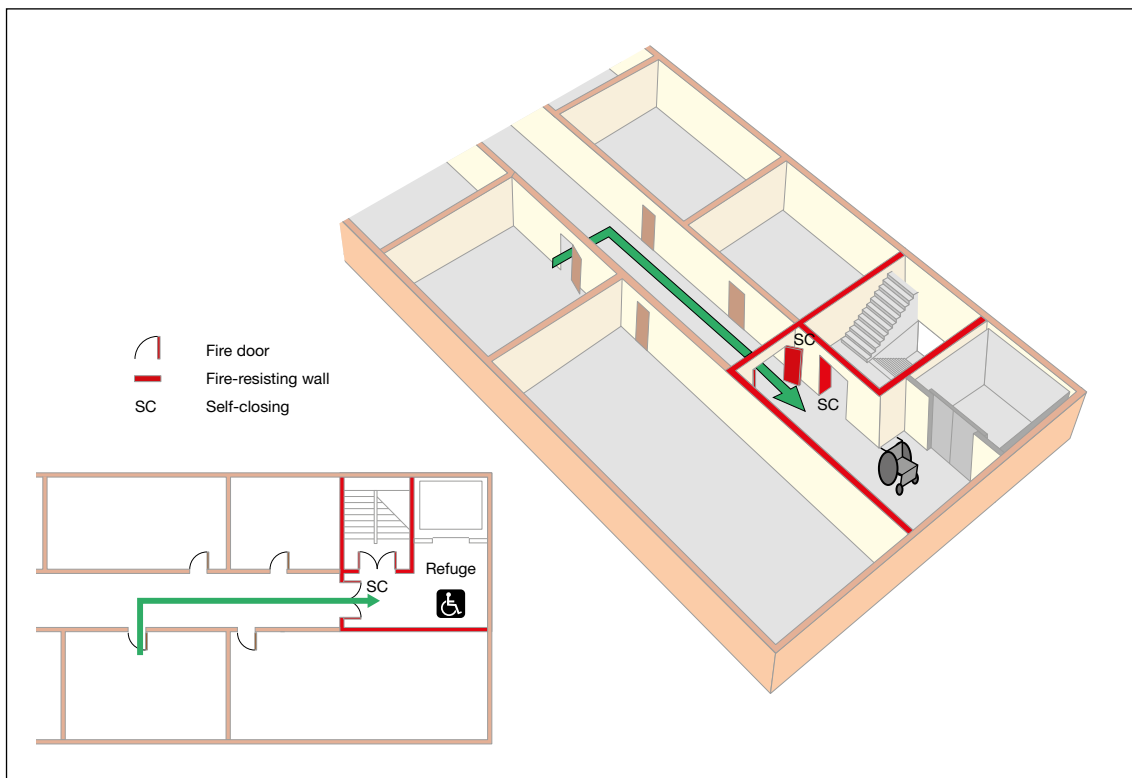 SC
SC
Fire door
Fire-resisting wall
SC Self-closing
Refuge
SC